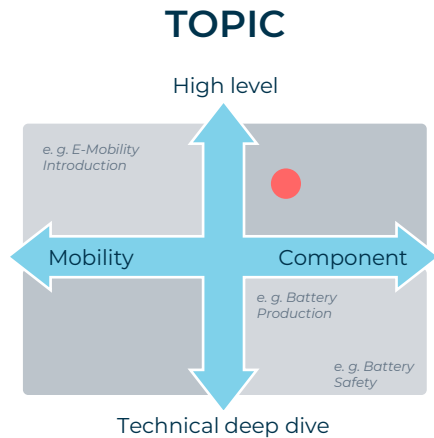 TOPIC
High level
e. g. E-Mobility
Introduction
Mobility
Component
e. g. Battery
Production
e. g. Battery
Safety
Technical deep dive